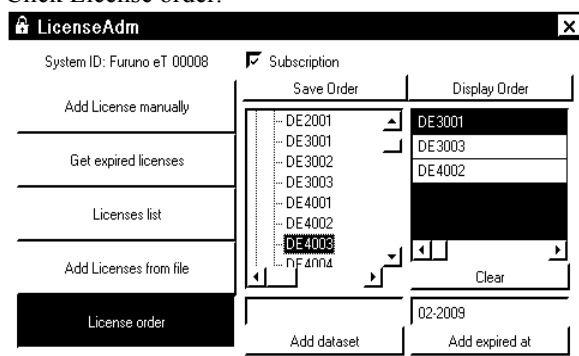 Click License order.
LicenseAdm
System ID: Furuno eT 00008
Subscription
Save Order
Display Order
Add License manually
Get expired licenses
Licenses list
Add Licenses from file
License order
DE2001
DE3001
DE3002
DE3003
DE4001
DE4002
DE4003
DE4004
DE3001
DE3003
DE4002
Clear
02-2009
Add dataset
Add expired at